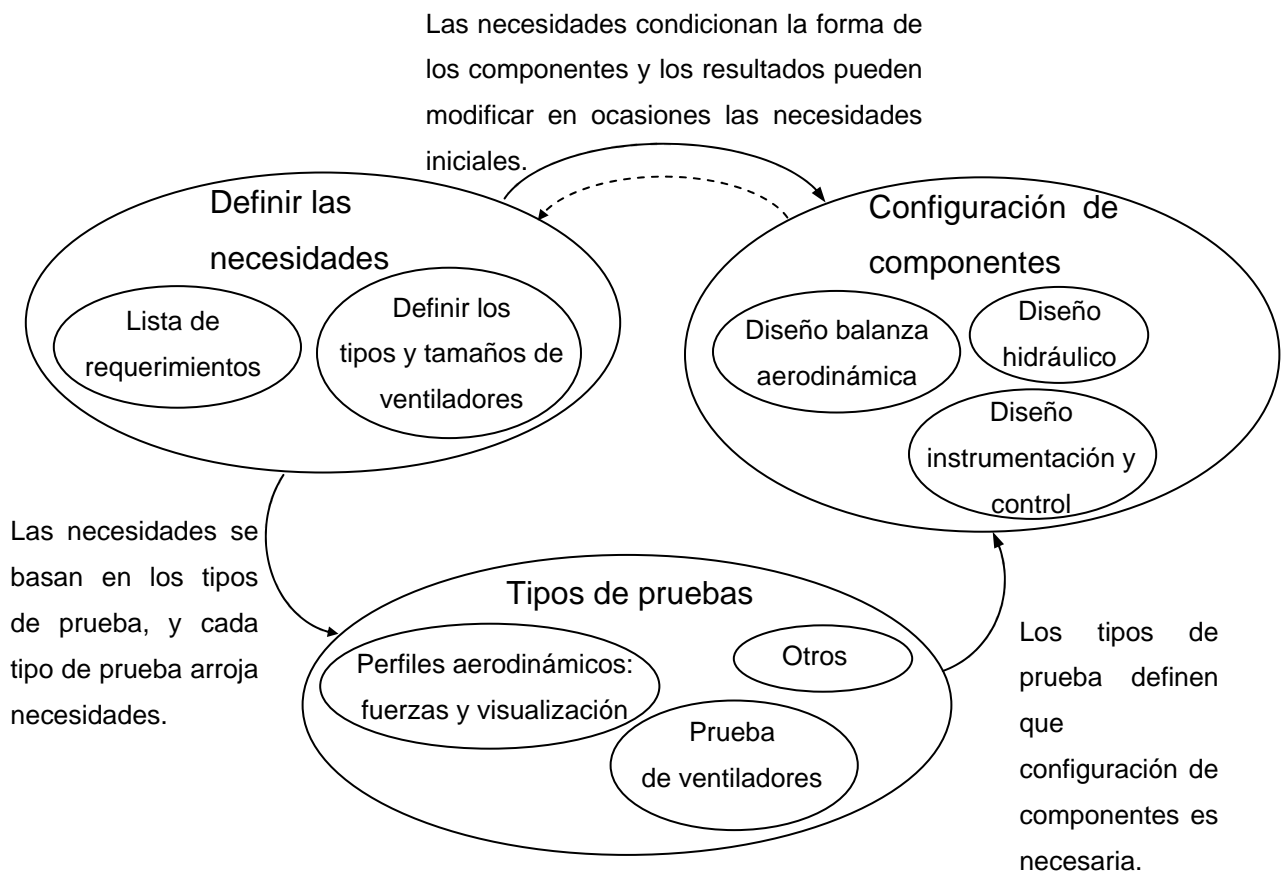 Las necesidades condicionan la forma de
los componentes y los resultados pueden
modificar en ocasiones las necesidades
iniciales.
Definir las
necesidades
Lista de
requerimientos
Definir los
tipos y tamaños de
ventiladores
Configuración de
componentes
Diseño balanza
aerodinámica
Diseño
hidráulico
Diseño
instrumentación y
control
Las necesidades se
basan en los tipos
de prueba, y cada
tipo de prueba arroja
necesidades.
Tipos de pruebas
Perfiles aerodinámicos:
fuerzas y visualización
Otros
Prueba
de ventiladores
Los tipos de
prueba definen
que
configuración de
componentes es
necesaria.